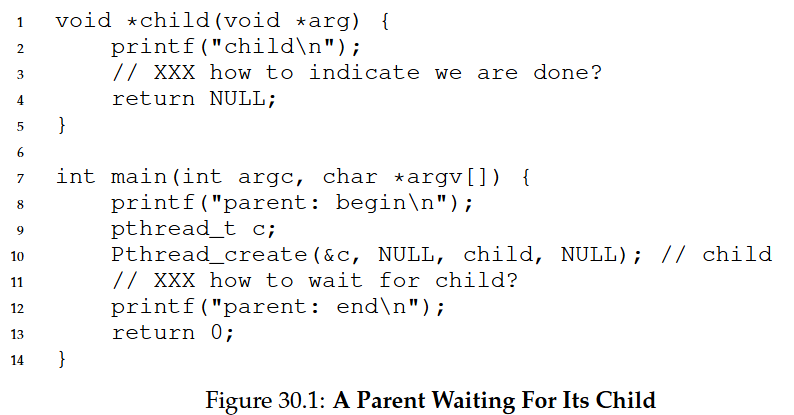 1 void *child(void *arg) {
2     printf("child\n");
3     // XXX how to indicate we are done?
4     return NULL;
5 }
6
7 int main(int argc, char *argv[]) {
8     printf("parent: begin\n");
9     pthread_t c;
10     Pthread_create(&c, NULL, child, NULL); // child
11     // XXX how to wait for child?
12     printf("parent: end\n");
13     return 0;
14 }
Figure 30.1: A Parent Waiting For Its Child